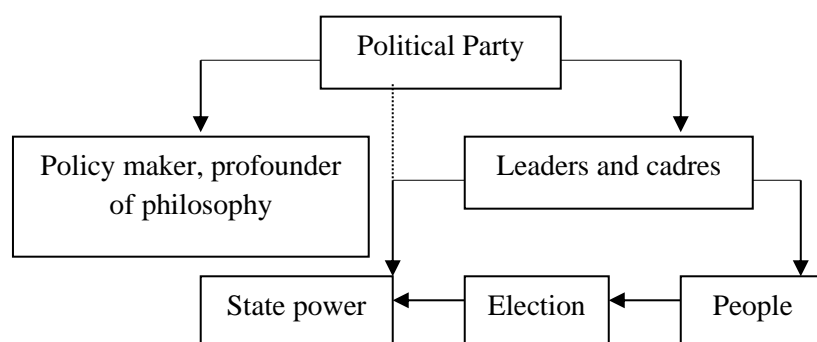 Political Party
Policy maker, profounder
of philosophy
Leaders and cadres
State power
Election
People